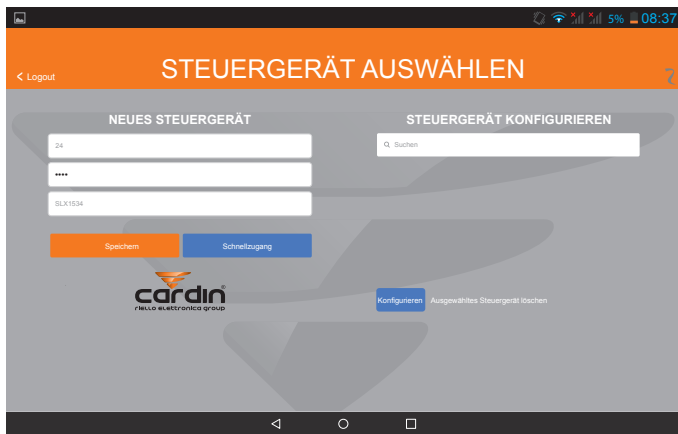 5% 08:37
< Logout
STEUERGERÄT AUSWÄHLEN
NEUES STEUERGERÄT
24
••••
SLX1534
Speichern
Schnellzugang
cardin®
riello elettronica group
STEUERGERÄT KONFIGURIEREN
Suchen
Konfigurieren
Ausgewähltes Steuergerät löschen